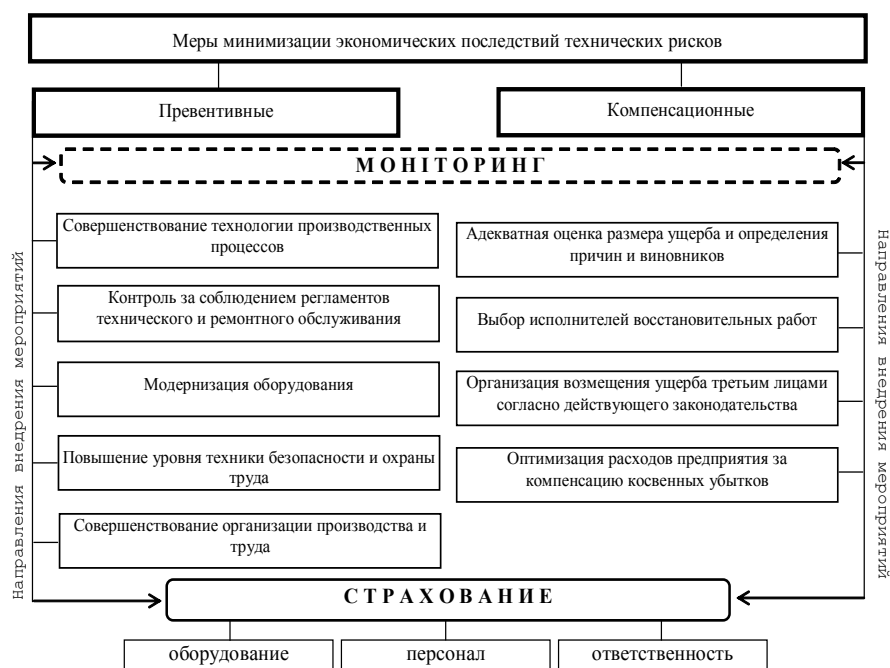 Меры минимизации экономических последствий технических рисков
Превентивные
Компенсационные
МОНІТОРИНГ
Направления внедрения мероприятий
Совершенствование технологии производственных
процессов
Контроль за соблюдением регламентов
технического и ремонтного обслуживания
Модернизация оборудования
Повышение уровня техники безопасности и охраны
труда
Совершенствование организации производства и
труда
Адекватная оценка размера ущерба и определения
причин и виновников
Выбор исполнителей восстановительных работ
Организация возмещения ущерба третьим лицами
согласно действующего законодательства
Оптимизация расходов предприятия за
компенсацию косвенных убытков
Направления внедрения мероприятий
СТРАХОВАНИЕ
оборудование
персонал
ответственность